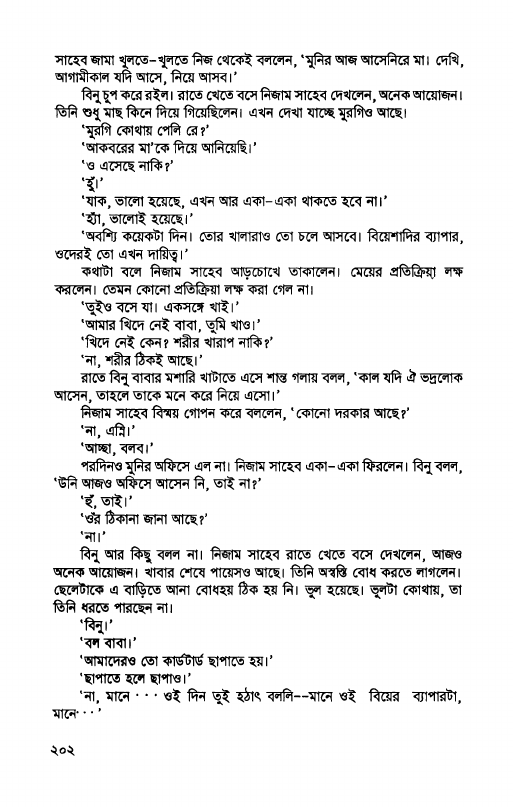 সাহেব জামা খুলতে-খুলতে নিজ থেকেই বললেন, ‘মুনির আজ আসেনিরে মা। দেখি,
আগামীকাল যদি আসে, নিয়ে আসব।’
বিনু চুপ করে রইল। রাতে খেতে বসে নিজাম সাহেব দেখলেন, অনেক আয়োজন।
তিনি শুধু মাছ কিনে দিয়ে গিয়েছিলেন। এখন দেখা যাচ্ছে মুরগিও আছে।
‘মুরগি কোথায় পেলি রে?’
‘আকবরের মা’কে দিয়ে আনিয়েছি।’
‘ও এসেছে নাকি?’
‘হুঁ।’
‘যাক, ভালো হয়েছে, এখন আর একা-একা থাকতে হবে না।’
‘হ্যাঁ, ভালোই হয়েছে।’
‘অবশ্যি কয়েকটা দিন। তোর খালারাও তো চলে আসবে। বিয়েশাদির ব্যাপার,
ওদেরই তো এখন দায়িত্ব।’
কথাটা বলে নিজাম সাহেব আড়চোখে তাকালেন। মেয়ের প্রতিক্রিয়া লক্ষ
করলেন। তেমন কোনো প্রতিক্রিয়া লক্ষ করা গেল না।
‘তুইও বসে যা। একসঙ্গে খাই।’
‘আমার খিদে নেই বাবা, তুমি খাও।’
‘খিদে নেই কেন? শরীর খারাপ নাকি?’
‘না, শরীর ঠিকই আছে।’
রাতে বিনু বাবার মশারি খাটাতে এসে শান্ত গলায় বলল, ‘কাল যদি ঐ ভদ্রলোক
আসেন, তাহলে তাকে মনে করে নিয়ে এসো।’
নিজাম সাহেব বিস্ময় গোপন করে বললেন, ‘কোনো দরকার আছে?’
‘না, এম্নি।’
‘আচ্ছা, বলব।’
পরদিনও মুনির অফিসে এল না। নিজাম সাহেব একা-একা ফিরলেন। বিনু বলল,
‘উনি আজও অফিসে আসেন নি, তাই না?’
‘হুঁ, তাই।’
‘ওঁর ঠিকানা জানা আছে?’
‘না।’
বিনু আর কিছু বলল না। নিজাম সাহেব রাতে খেতে বসে দেখলেন, আজও
অনেক আয়োজন। খাবার শেষে পায়েসও আছে। তিনি অস্বস্তি বোধ করতে লাগলেন।
ছেলেটাকে এ বাড়িতে আনা বোধহয় ঠিক হয় নি। ভুল হয়েছে। ভুলটা কোথায়, তা
তিনি ধরতে পারছেন না।
‘বিনু।’
‘বল বাবা।’
‘আমাদেরও তো কার্ডটার্ড ছাপাতে হয়।’
‘ছাপাতে হলে ছাপাও।’
‘না, মানে ··· ওই দিন তুই হঠাৎ বললি--মানে ওই বিয়ের ব্যাপারটা,
মানে···’
২০২